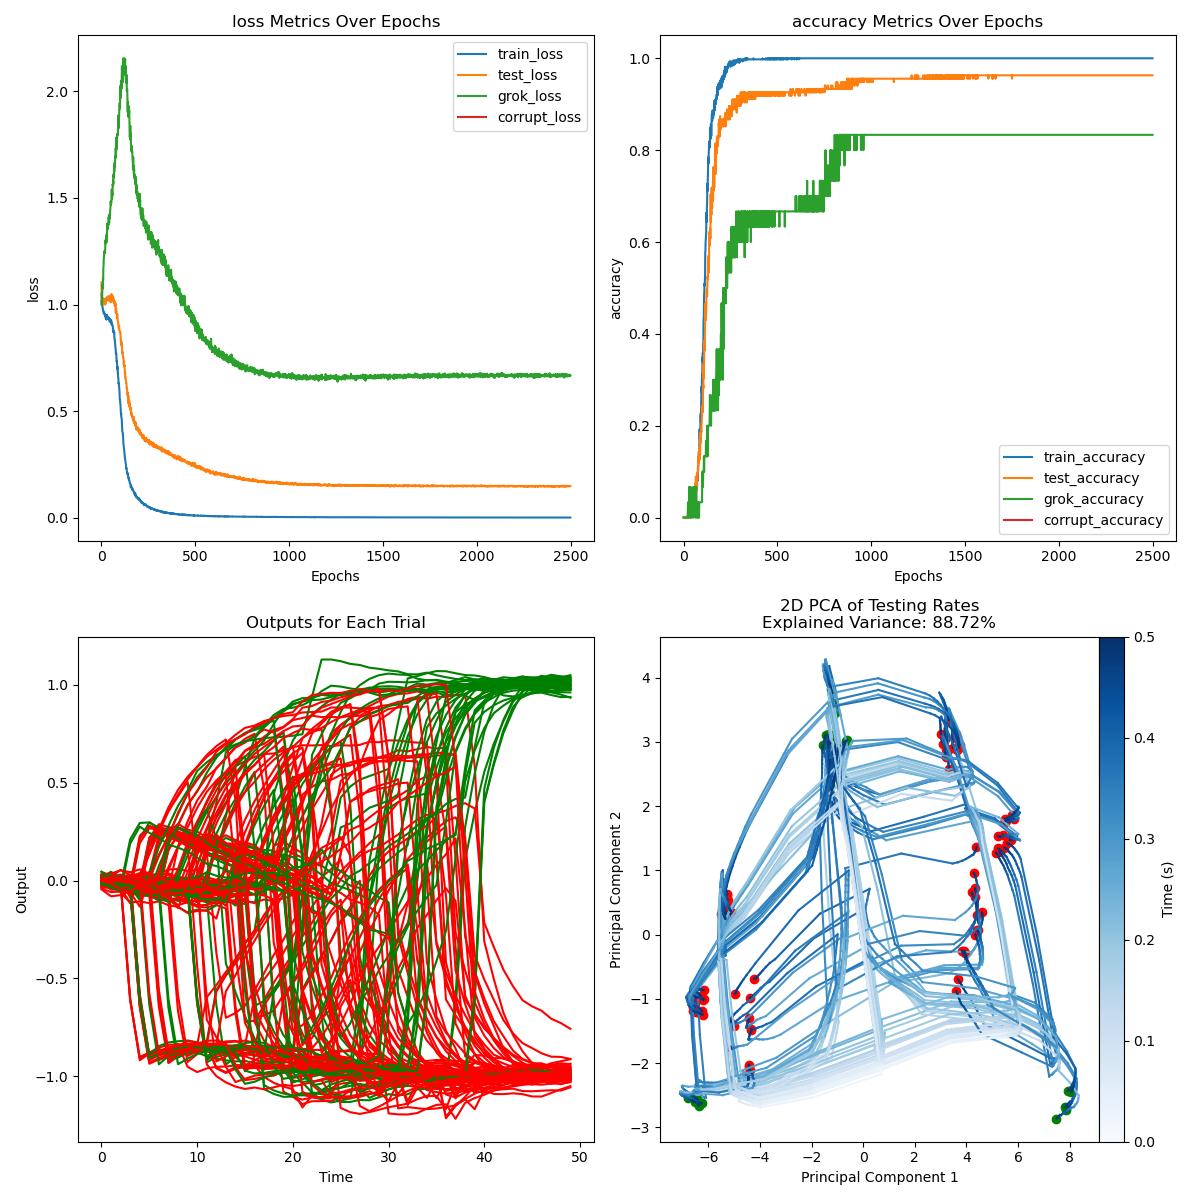 loss Metrics Over Epochs
2.0
1.5
1.0
0.5
0.0
loss
0 500 1000 1500 2000 2500
Epochs
train_loss
test_loss
grok_loss
corrupt_loss
accuracy Metrics Over Epochs
1.0
0.8
0.6
0.4
0.2
0.0
accuracy
0 500 1000 1500 2000 2500
Epochs
train_accuracy
test_accuracy
grok_accuracy
corrupt_accuracy
Outputs for Each Trial
1.0
0.5
0.0
−0.5
−1.0
Output
0 10 20 30 40 50
Time
2D PCA of Testing Rates
Explained Variance: 88.72%
4
3
2
1
0
−1
−2
−3
Principal Component 2
−6 −4 −2 0 2 4 6 8
Principal Component 1
0.5
0.4
0.3
0.2
0.1
0.0
Time (s)